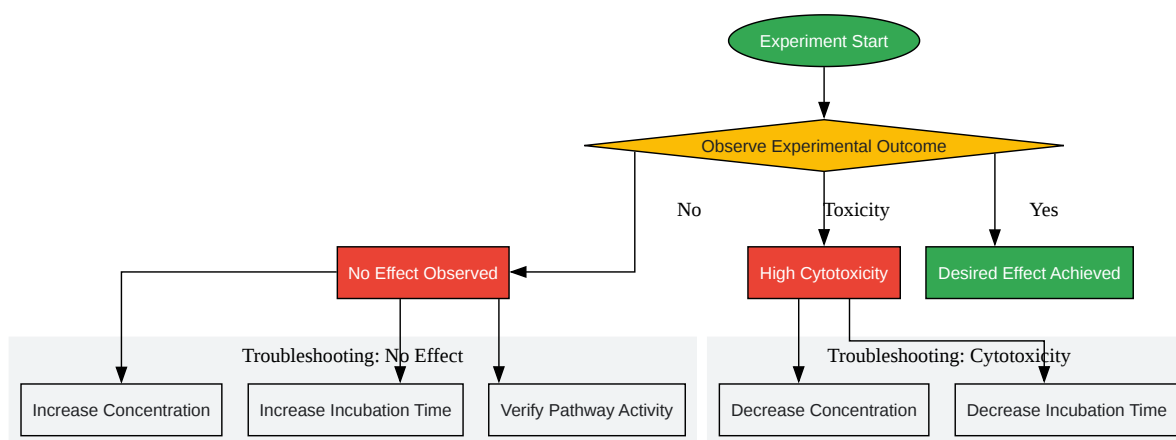 Experiment Start
Observe Experimental Outcome
No
Toxicity
Yes
No Effect Observed
High Cytotoxicity
Desired Effect Achieved
Troubleshooting: No Effect
Troubleshooting: Cytotoxicity
Increase Concentration
Increase Incubation Time
Verify Pathway Activity
Decrease Concentration
Decrease Incubation Time